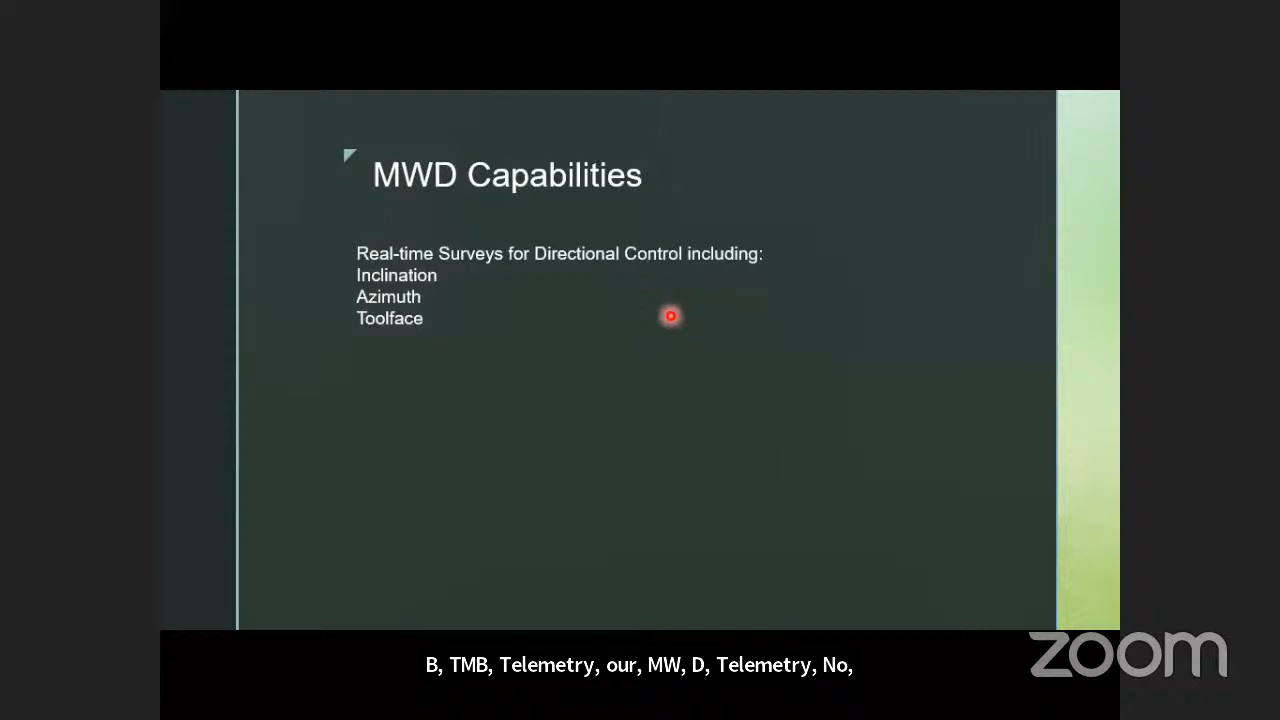 MWD Capabilities
Real-time Surveys for Directional Control including:
Inclination
Azimuth
Toolface
B, TMB, Telemetry, our, MW, D, Telemetry, No,
zoom